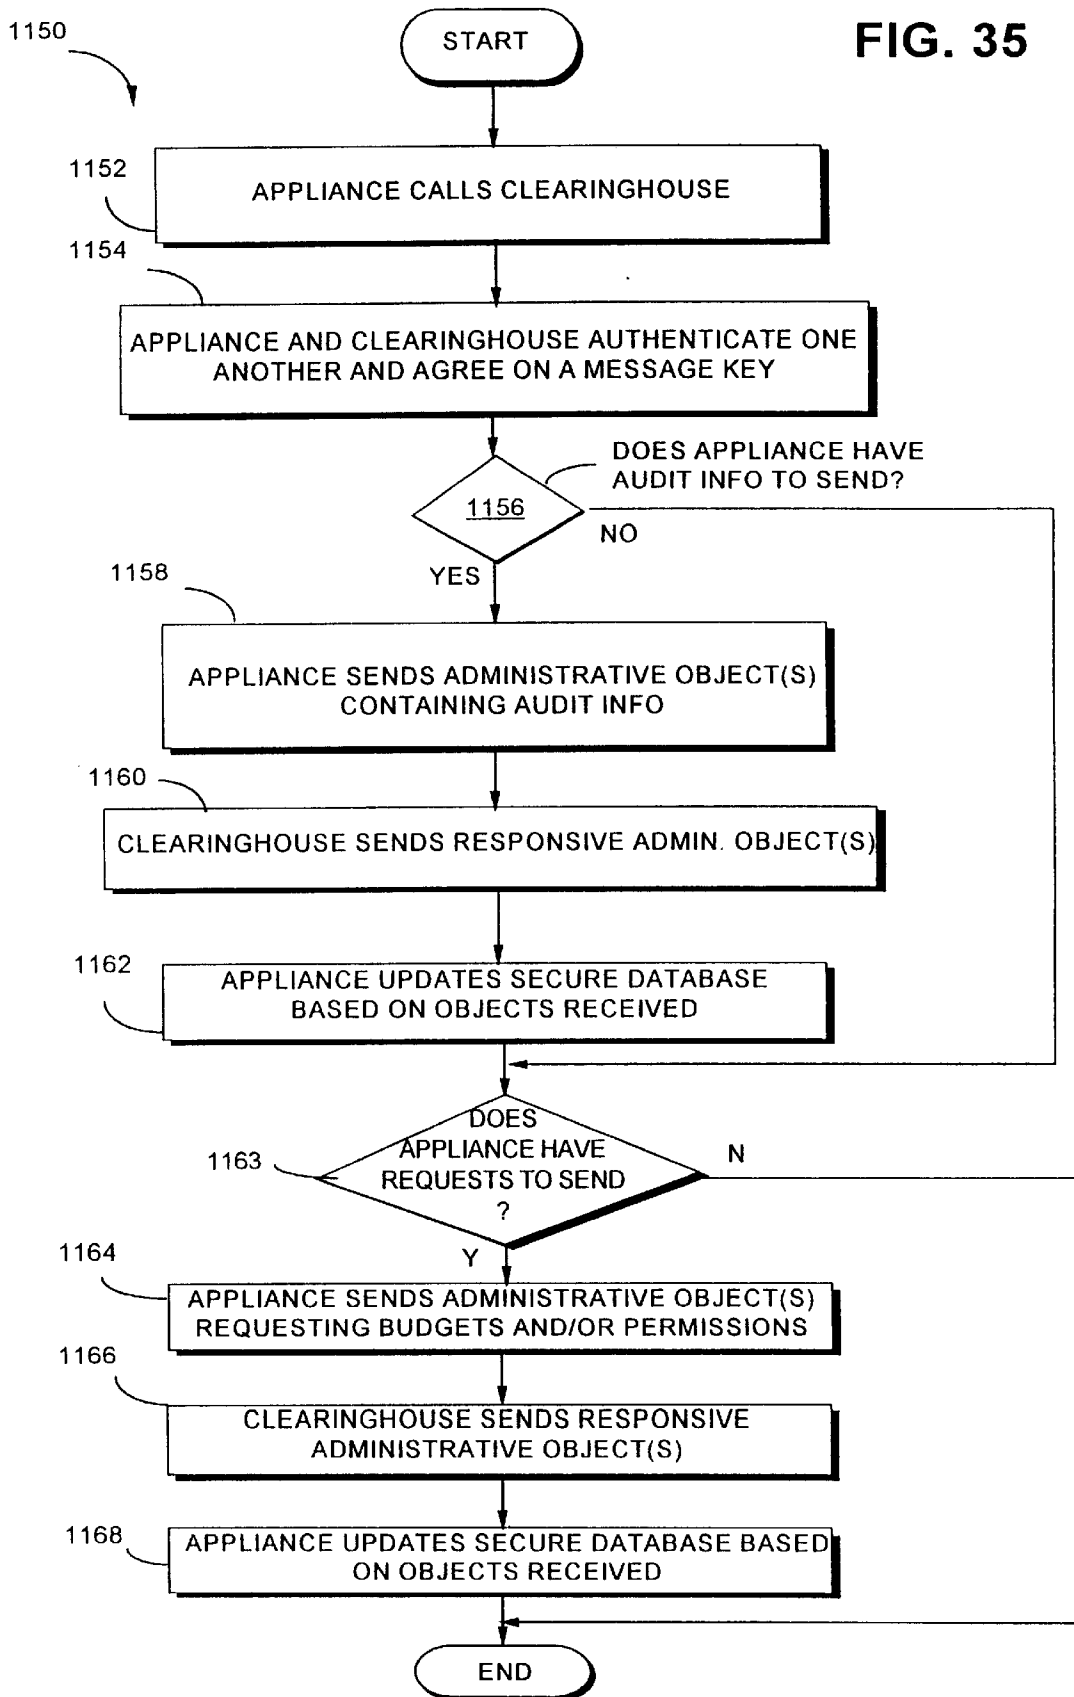 1150
START
FIG. 35
1152
APPLIANCE CALLS CLEARINGHOUSE
1154
APPLIANCE AND CLEARINGHOUSE AUTHENTICATE ONE
ANOTHER AND AGREE ON A MESSAGE KEY
DOES APPLIANCE HAVE
AUDIT INFO TO SEND?
1156
NO
YES
1158
APPLIANCE SENDS ADMINISTRATIVE OBJECT(S)
CONTAINING AUDIT INFO
1160
CLEARINGHOUSE SENDS RESPONSIVE ADMIN. OBJECT(S)
1162
APPLIANCE UPDATES SECURE DATABASE
BASED ON OBJECTS RECEIVED
1163
DOES
APPLIANCE HAVE
REQUESTS TO SEND
?
N
Y
1164
APPLIANCE SENDS ADMINISTRATIVE OBJECT(S)
REQUESTING BUDGETS AND/OR PERMISSIONS
1166
CLEARINGHOUSE SENDS RESPONSIVE
ADMINISTRATIVE OBJECT(S)
1168
APPLIANCE UPDATES SECURE DATABASE BASED
ON OBJECTS RECEIVED
END